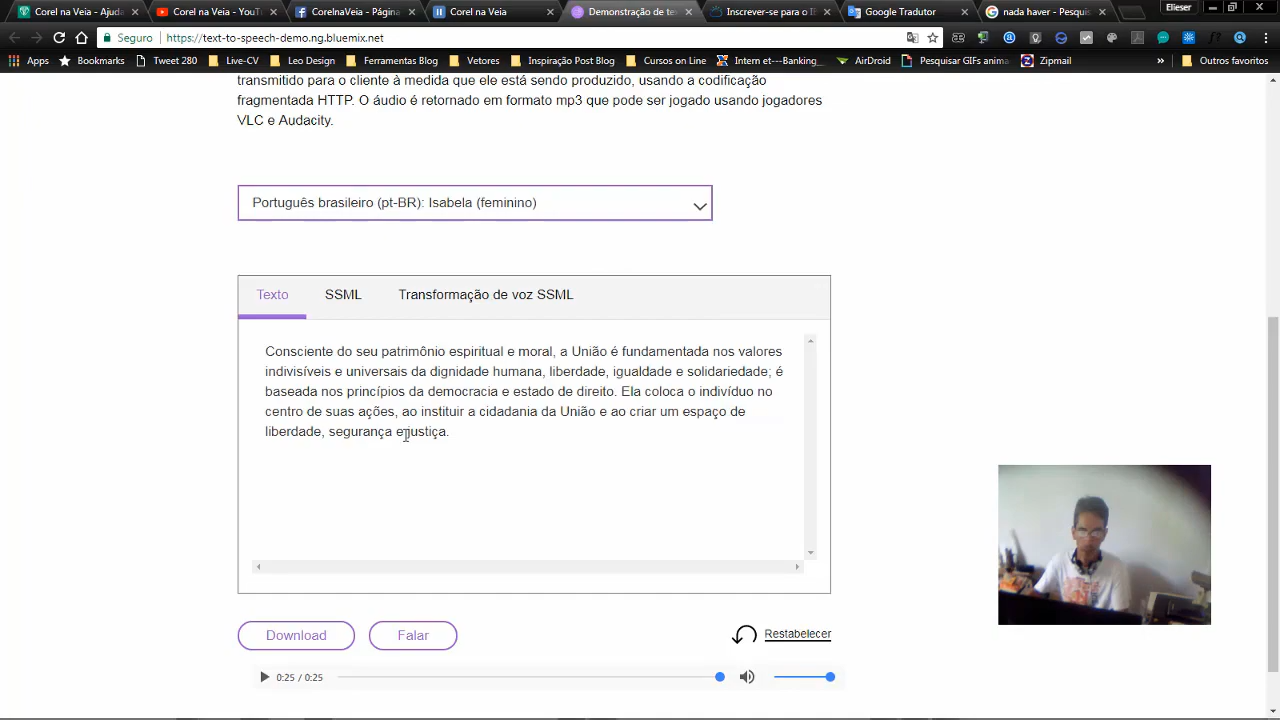 Corel na Veia - Ajuda
Corel na Veia - YouTu
CorelnaVeia - Página
Corel na Veia
Demonstração de te
Inscrever-se para o I
Google Tradutor
nada haver - Pesquis
Elieser
Seguro
https://text-to-speech-demo.ng.bluemix.net
Apps
Bookmarks
Tweet 280
Live-CV
Leo Design
Ferramentas Blog
Vetores
Inspiração Post Blog
Cursos on Line
Intern et---Banking
AirDroid
Pesquisar GIFs anima
Zipmail
»
Outros favoritos
transmitido para o cliente à medida que ele está sendo produzido, usando a codificação
fragmentada HTTP. O áudio é retornado em formato mp3 que pode ser jogado usando jogadores
VLC e Audacity.
Português brasileiro (pt-BR): Isabela (feminino)
Texto
SSML
Transformação de voz SSML
Consciente do seu patrimônio espiritual e moral, a União é fundamentada nos valores
indivisíveis e universais da dignidade humana, liberdade, igualdade e solidariedade; é
baseada nos princípios da democracia e estado de direito. Ela coloca o indivíduo no
centro de suas ações, ao instituir a cidadania da União e ao criar um espaço de
liberdade, segurança e justiça.
Download
Falar
Restabelecer
0:25 / 0:25